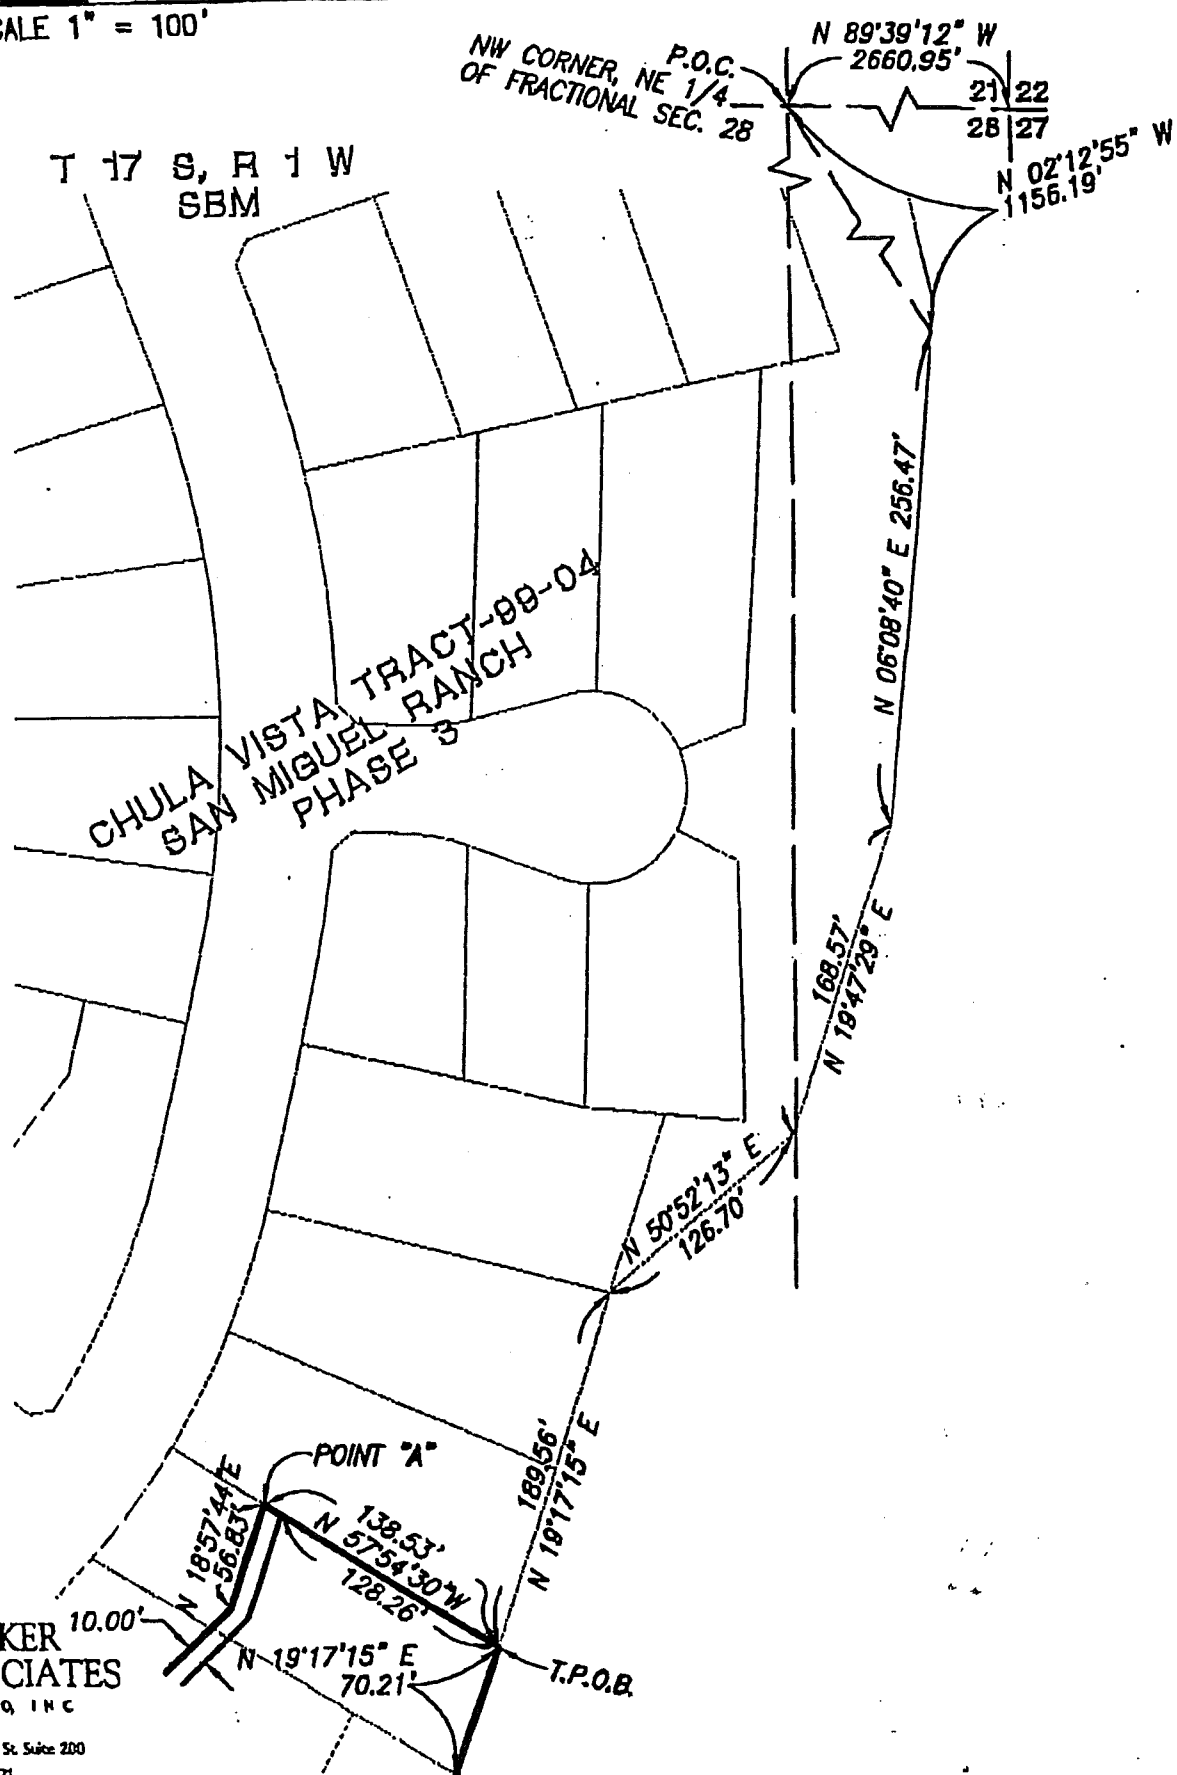 SCALE 1" = 100'
N 89°39'12" W
2660.95'
P.O.C.
NW CORNER, NE 1/4
OF FRACTIONAL SEC. 28
21 22
28 27
N 02°12'55" W
1156.19'
T 17 S, R 1 W
SBM
N 06°08'40" E 256.47'
CHULA VISTA TRACT-99-04
SAN MIGUEL RANCH
PHASE 3
168.57'
N 19°47'29" E
N 50°52'13" E
126.70'
189.56'
N 19°17'15" E
POINT "A"
N 18°57'44" E
56.83'
138.53'
N 57°54'30" W
128.26'
10.00'
N 19°17'15" E
70.21'
T.P.O.B.
KER
CIATES
O, INC
St. Suite 200